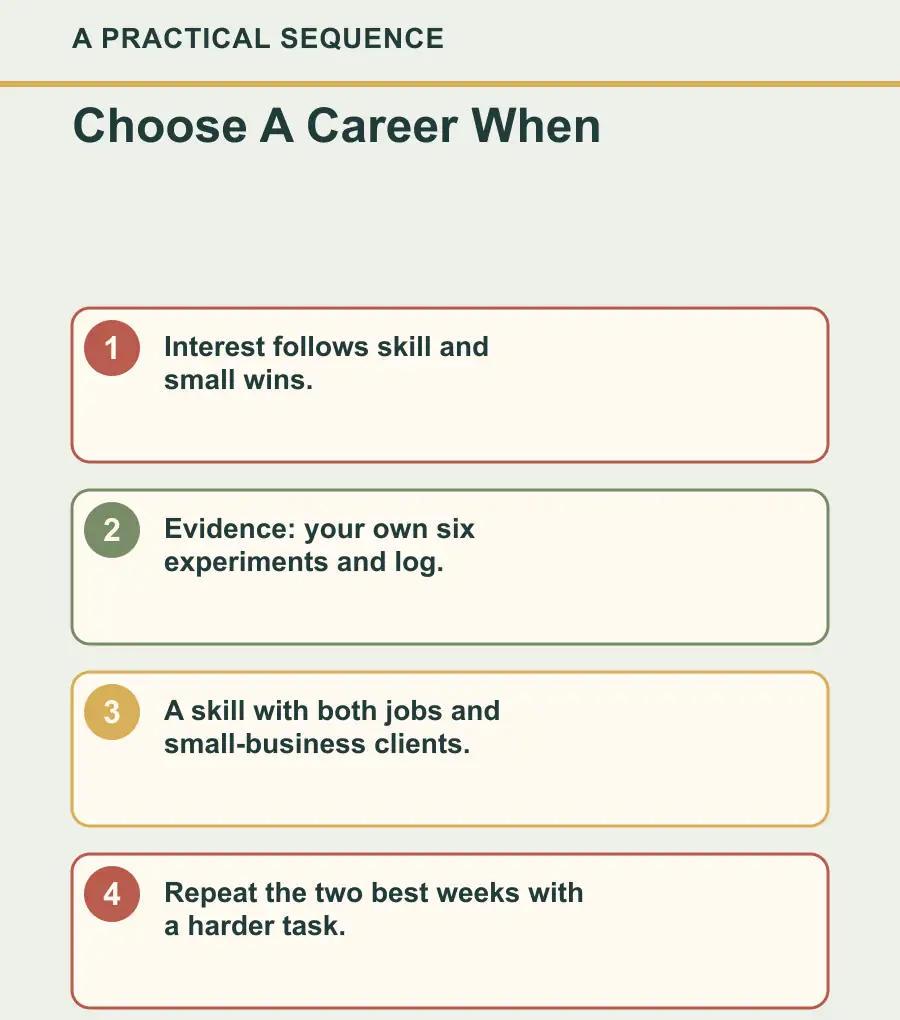 A PRACTICAL SEQUENCE
Choose A Career When
1
Interest follows skill and
small wins.
2
Evidence: your own six
experiments and log.
3
A skill with both jobs and
small-business clients.
4
Repeat the two best weeks with
a harder task.